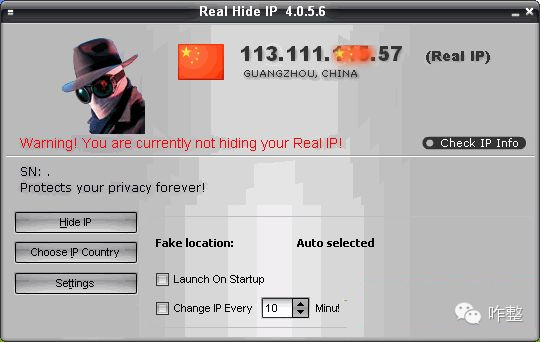 Real Hide IP 4.0.5.6
113.111. .57 (Real IP)
GUANGZHOU, CHINA
Warning! You are currently not hiding your Real IP!
Check IP Info
SN: .
Protects your privacy forever!
Hide IP
Choose IP Country
Fake location: Auto selected
Settings
Launch On Startup
Change IP Every 10 Minu!
咋整